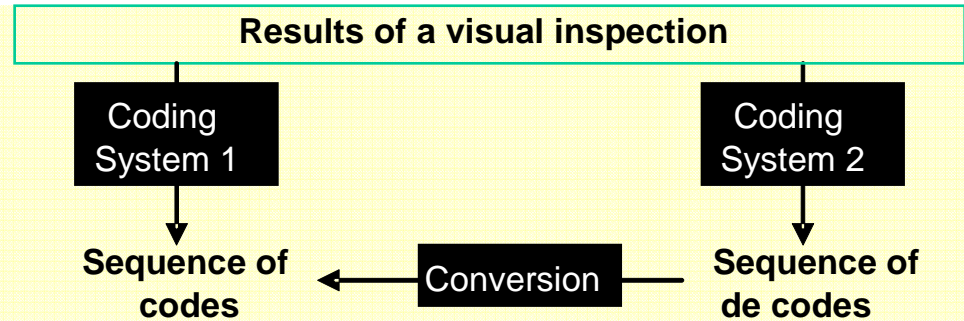 Results of a visual inspection
Coding
System 1
Coding
System 2
Sequence of
codes
Conversion
Sequence of
de codes